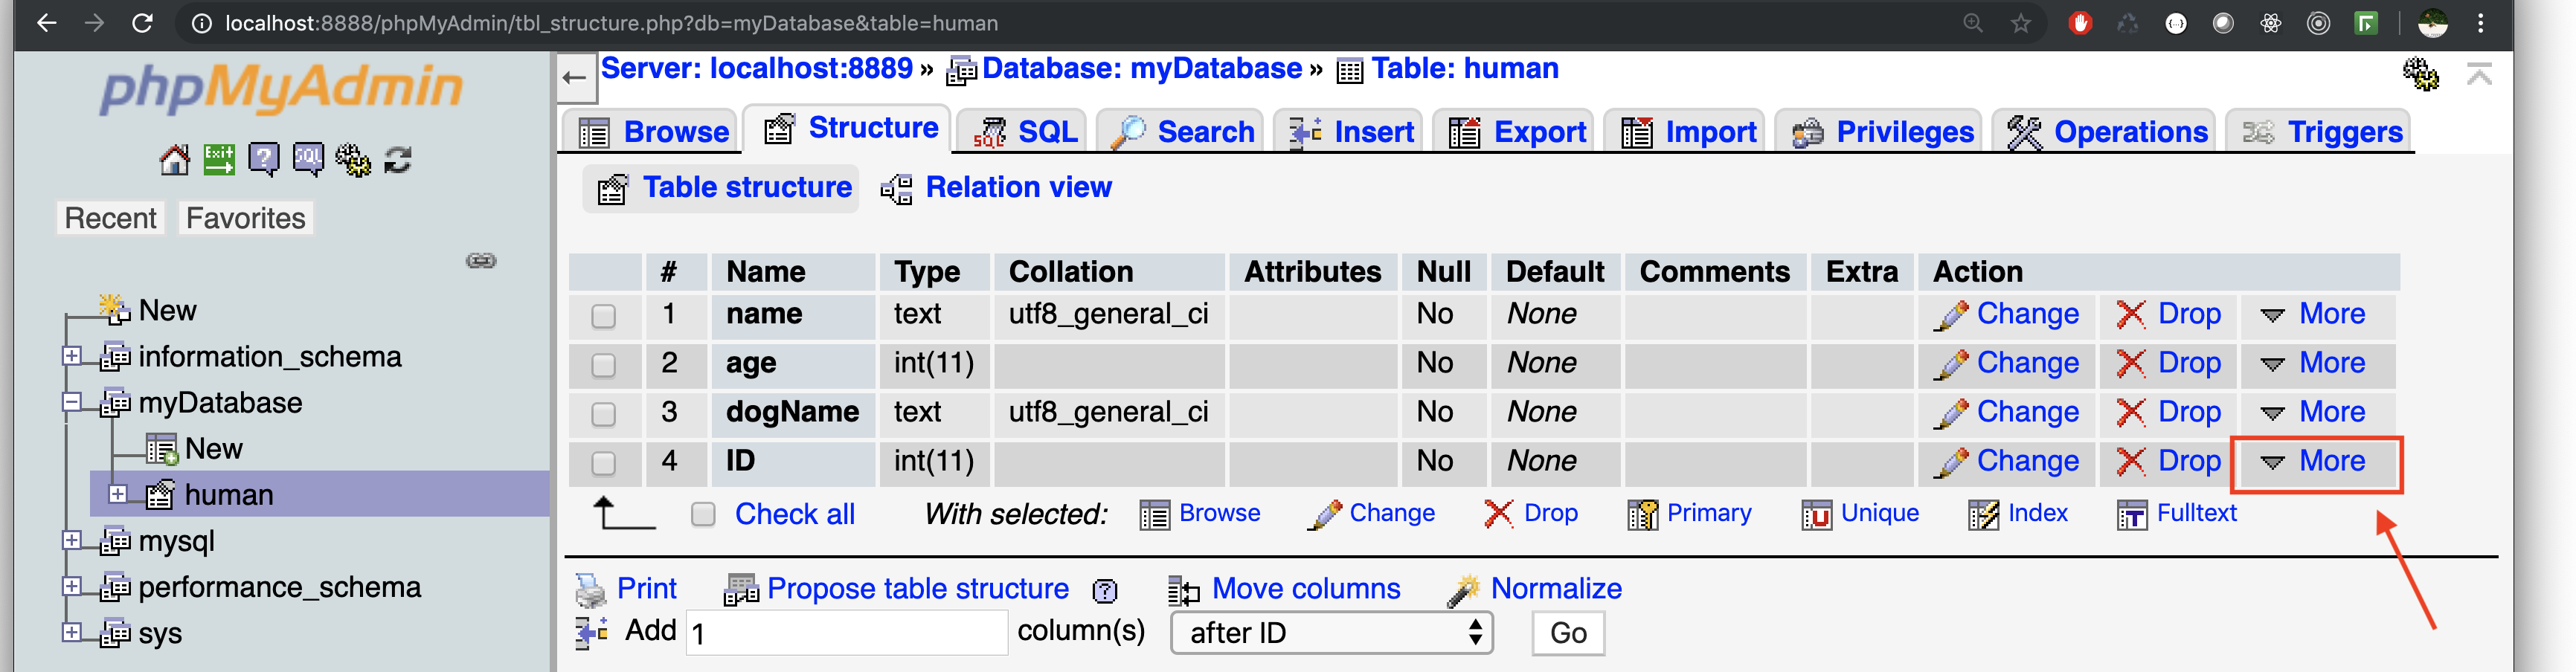 localhost:8888/phpMyAdmin/tbl_structure.php?db=myDatabase&table=human
phpMyAdmin
Exit ? SQL
Recent Favorites
New
information_schema
myDatabase
New
human
mysql
performance_schema
sys
Server: localhost:8889 » Database: myDatabase » Table: human
Browse Structure SQL Search Insert Export Import Privileges Operations Triggers
Table structure Relation view
# Name Type Collation Attributes Null Default Comments Extra Action
1 name text utf8_general_ci No None Change Drop More
2 age int(11) No None Change Drop More
3 dogName text utf8_general_ci No None Change Drop More
4 ID int(11) No None Change Drop More
Check all With selected: Browse Change Drop Primary Unique Index Fulltext
Print Propose table structure ? Move columns Normalize
Add 1 column(s) after ID Go